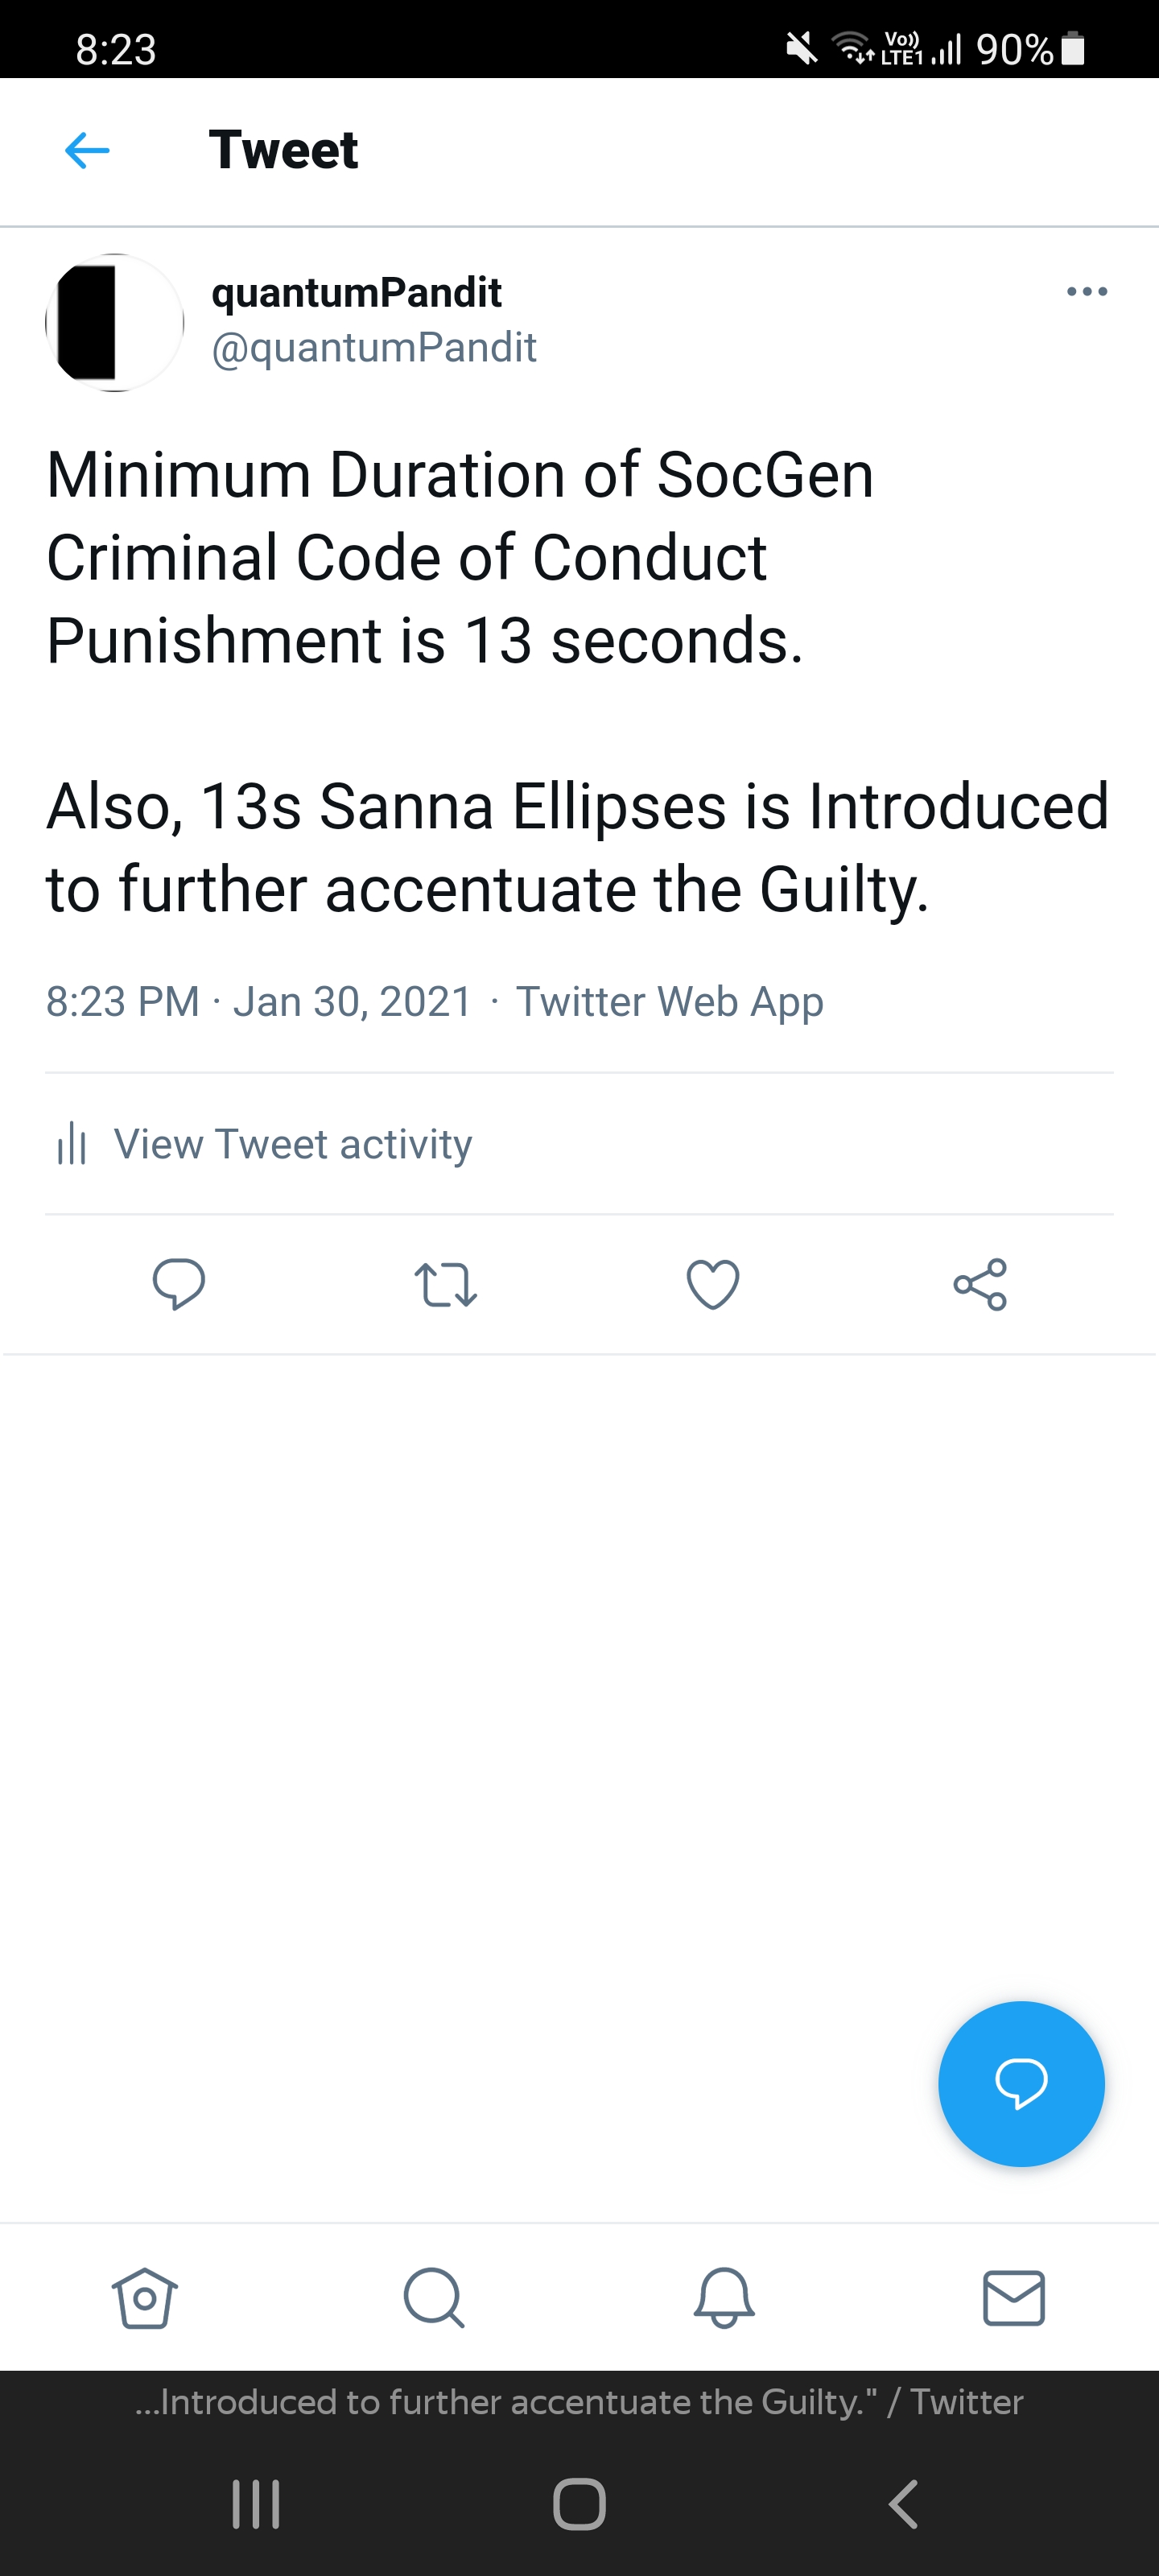 8:23
Vo)) LTE1 90%
Tweet
quantumPandit
@quantumPandit
Minimum Duration of SocGen
Criminal Code of Conduct
Punishment is 13 seconds.
Also, 13s Sanna Ellipses is Introduced
to further accentuate the Guilty.
8:23 PM · Jan 30, 2021 · Twitter Web App
View Tweet activity
...Introduced to further accentuate the Guilty." / Twitter